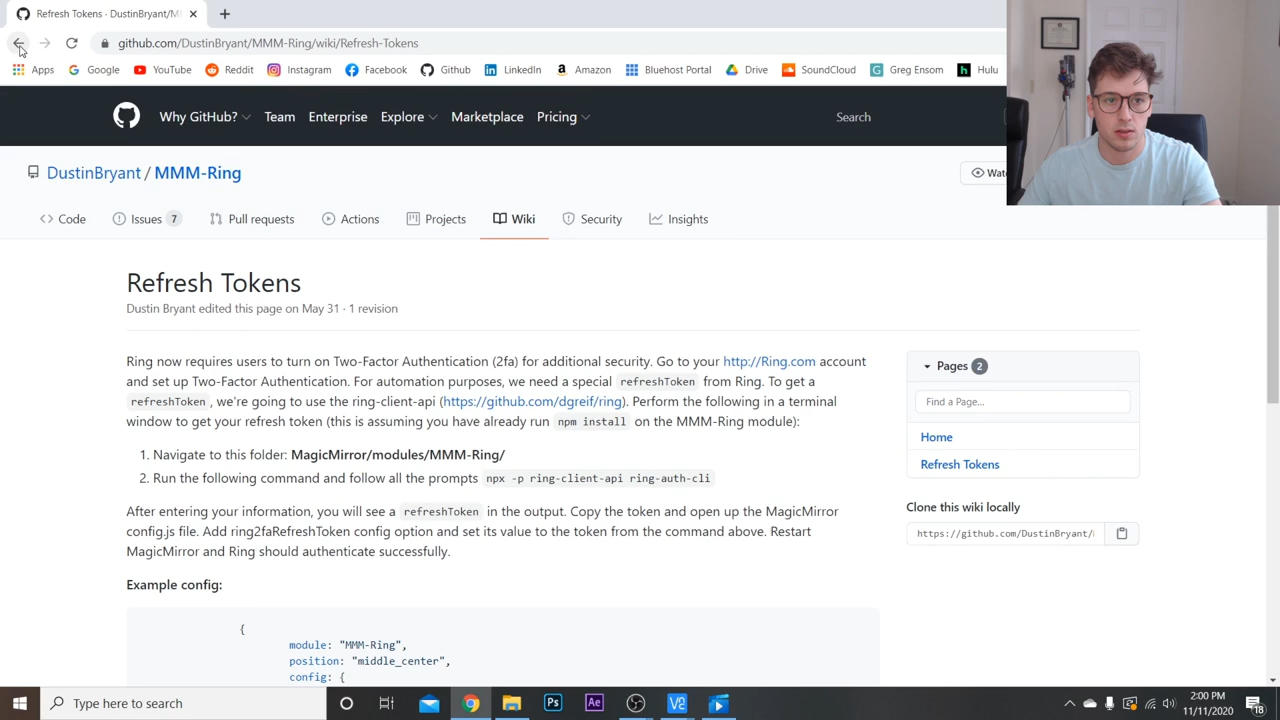 Refresh Tokens · DustinBryant/M
github.com/DustinBryant/MMM-Ring/wiki/Refresh-Tokens
Apps Google YouTube Reddit Instagram Facebook Github LinkedIn Amazon Bluehost Portal Drive SoundCloud Greg Ensom Hulu
Why GitHub? Team Enterprise Explore Marketplace Pricing Search
DustinBryant / MMM-Ring
Wat
Code Issues 7 Pull requests Actions Projects Wiki Security Insights
Refresh Tokens
Dustin Bryant edited this page on May 31 · 1 revision
Ring now requires users to turn on Two-Factor Authentication (2fa) for additional security. Go to your http://Ring.com account
and set up Two-Factor Authentication. For automation purposes, we need a special refreshToken from Ring. To get a
refreshToken, we're going to use the ring-client-api (https://github.com/dgreif/ring). Perform the following in a terminal
window to get your refresh token (this is assuming you have already run npm install on the MMM-Ring module):
1. Navigate to this folder: MagicMirror/modules/MMM-Ring/
2. Run the following command and follow all the prompts npx -p ring-client-api ring-auth-cli
After entering your information, you will see a refreshToken in the output. Copy the token and open up the MagicMirror
config.js file. Add ring2faRefreshToken config option and set its value to the token from the command above. Restart
MagicMirror and Ring should authenticate successfully.
Example config:
{
module: "MMM-Ring",
position: "middle_center",
config: {
Pages 2
Find a Page...
Home
Refresh Tokens
Clone this wiki locally
https://github.com/DustinBryant/
Type here to search
Ps
Ae
2:00 PM
11/11/2020
18